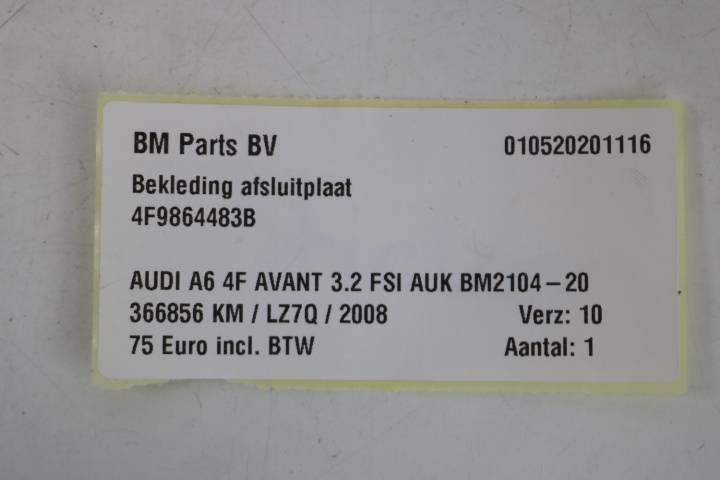 BM Parts BV 010520201116
Bekleding afsluitplaat
4F9864483B
AUDI A6 4F AVANT 3.2 FSI AUK BM2104-20
366856 KM / LZ7Q / 2008 Verz: 10
75 Euro incl. BTW Aantal: 1